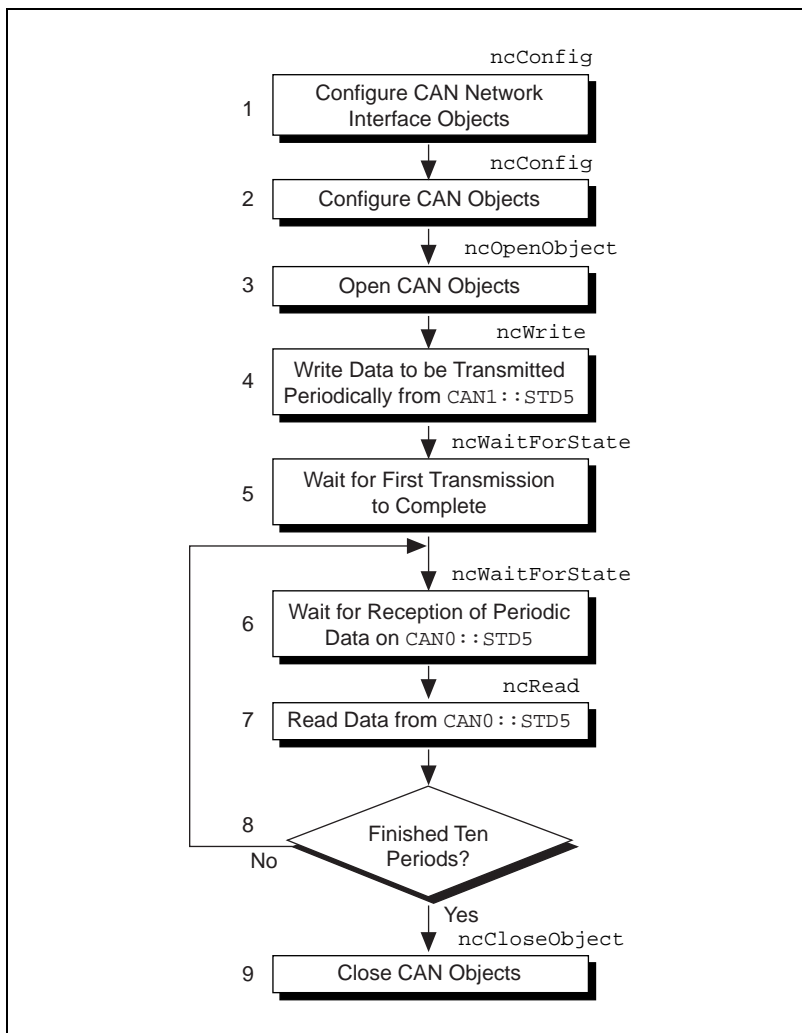 ncConfig
1
Configure CAN Network
Interface Objects
ncConfig
2
Configure CAN Objects
ncOpenObject
3
Open CAN Objects
ncWrite
4
Write Data to be Transmitted
Periodically from CAN1::STD5
ncWaitForState
5
Wait for First Transmission
to Complete
ncWaitForState
6
Wait for Reception of Periodic
Data on CAN0::STD5
ncRead
7
Read Data from CAN0::STD5
8
Finished Ten
Periods?
No
Yes
ncCloseObject
9
Close CAN Objects